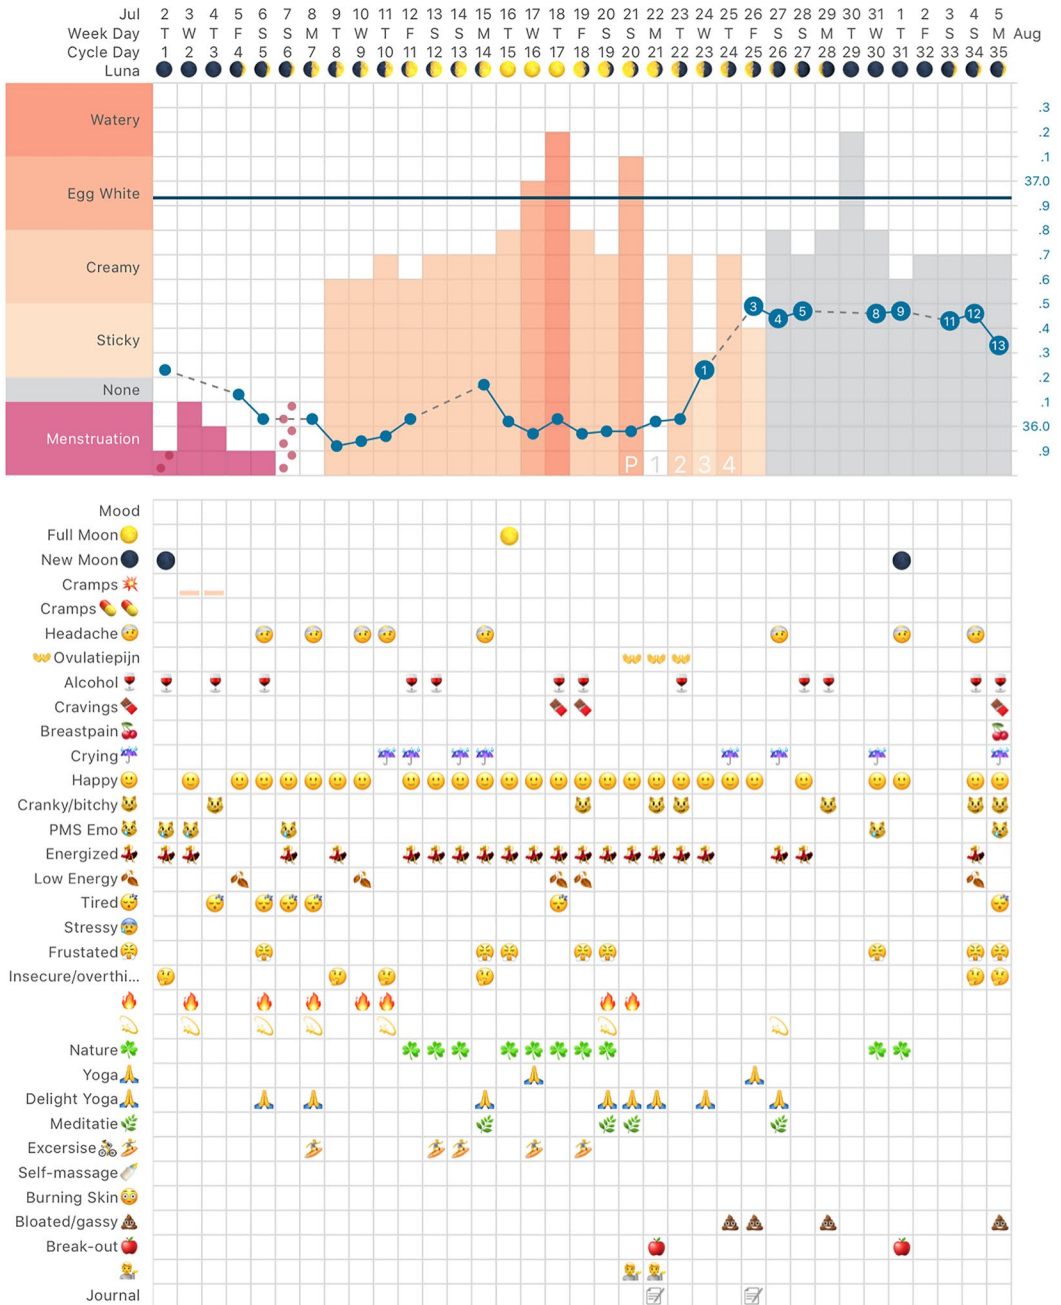 Jul 2 3 4 5 6 7 8 9 10 11 12 13 14 15 16 17 18 19 20 21 22 23 24 25 26 27 28 29 30 31 1 2 3 4 5
Week Day T W T F S S M T W T F S S M T W T F S S M T W T F S S M T W T F S S M Aug
Cycle Day 1 2 3 4 5 6 7 8 9 10 11 12 13 14 15 16 17 18 19 20 21 22 23 24 25 26 27 28 29 30 31 32 33 34 35
Luna
.3
Watery
.2
.1
37.0
Egg White
.9
.8
.7
Creamy
.6
.5
3 4 5 8 9 11 12
.4
Sticky
.3
13
1
.2
None
.1
Menstruation
36.0
.9
P 1 2 3 4
Mood
Full Moon
New Moon
Cramps
Cramps
Headache
Ovulatiepijn
Alcohol
Cravings
Breastpain
Crying
Happy
Cranky/bitchy
PMS Emo
Energized
Low Energy
Tired
Stressy
Frustated
Insecure/overthi...
Nature
Yoga
Delight Yoga
Meditatie
Excersise
Self-massage
Burning Skin
Bloated/gassy
Break-out
Journal